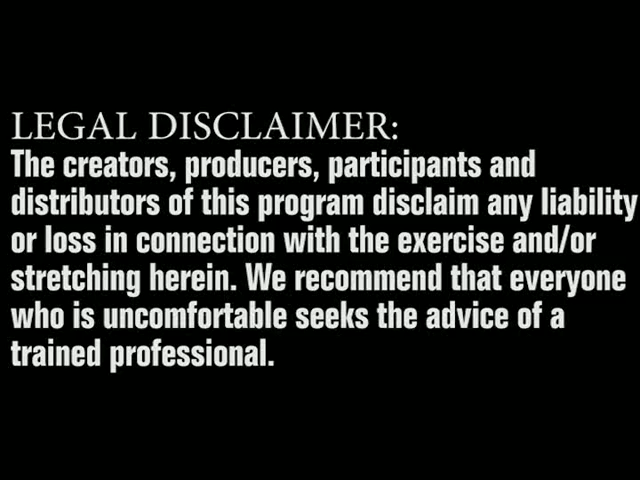 LEGAL DISCLAIMER:
The creators, producers, participants and
distributors of this program disclaim any liability
or loss in connection with the exercise and/or
stretching herein. We recommend that everyone
who is uncomfortable seeks the advice of a
trained professional.